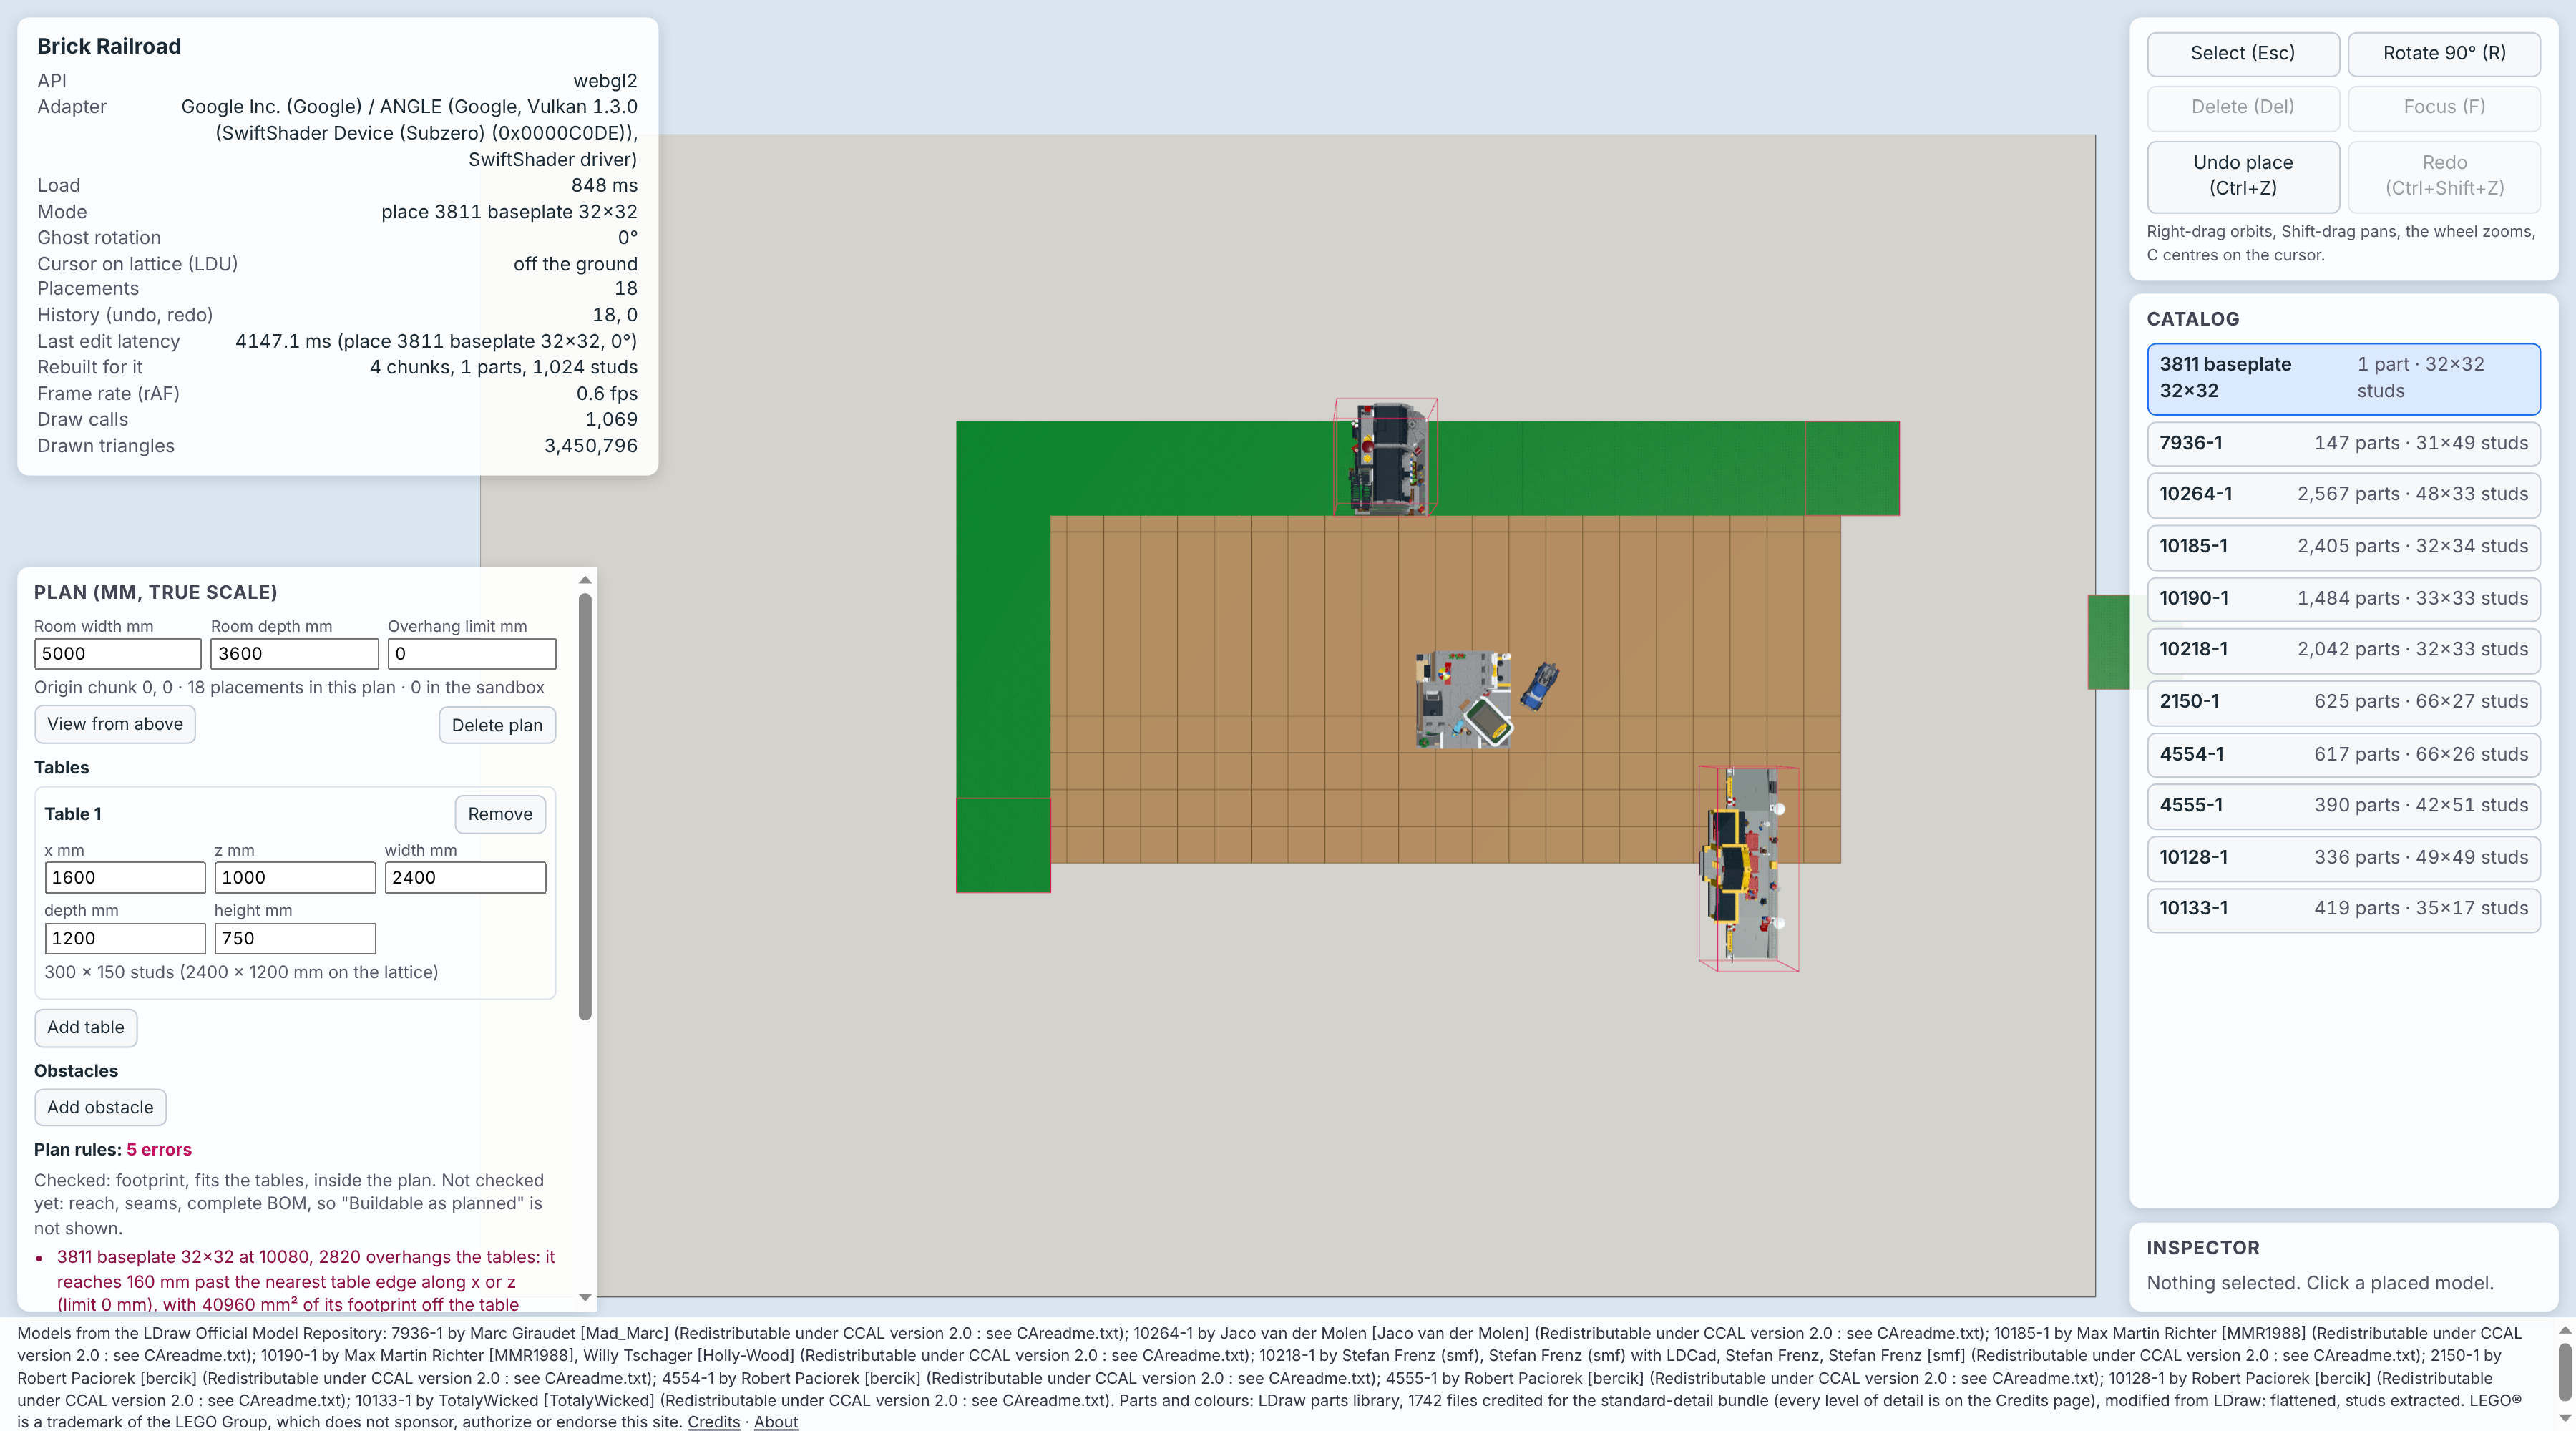 Brick Railroad
API webgl2
Adapter Google Inc. (Google) / ANGLE (Google, Vulkan 1.3.0
(SwiftShader Device (Subzero) (0x0000C0DE)),
SwiftShader driver)
Load 848 ms
Mode place 3811 baseplate 32×32
Ghost rotation 0°
Cursor on lattice (LDU) off the ground
Placements 18
History (undo, redo) 18, 0
Last edit latency 4147.1 ms (place 3811 baseplate 32×32, 0°)
Rebuilt for it 4 chunks, 1 parts, 1,024 studs
Frame rate (rAF) 0.6 fps
Draw calls 1,069
Drawn triangles 3,450,796
PLAN (MM, TRUE SCALE)
Room width mm Room depth mm Overhang limit mm
5000 3600 0
Origin chunk 0, 0 · 18 placements in this plan · 0 in the sandbox
View from above Delete plan
Tables
Table 1 Remove
x mm z mm width mm
1600 1000 2400
depth mm height mm
1200 750
300 × 150 studs (2400 × 1200 mm on the lattice)
Add table
Obstacles
Add obstacle
Plan rules: 5 errors
Checked: footprint, fits the tables, inside the plan. Not checked
yet: reach, seams, complete BOM, so "Buildable as planned" is
not shown.
• 3811 baseplate 32×32 at 10080, 2820 overhangs the tables: it
reaches 160 mm past the nearest table edge along x or z
(limit 0 mm), with 40960 mm² of its footprint off the table
Select (Esc) Rotate 90° (R)
Delete (Del) Focus (F)
Undo place
(Ctrl+Z)
Redo
(Ctrl+Shift+Z)
Right-drag orbits, Shift-drag pans, the wheel zooms,
C centres on the cursor.
CATALOG
3811 baseplate
32×32
1 part · 32×32
studs
7936-1 147 parts · 31×49 studs
10264-1 2,567 parts · 48×33 studs
10185-1 2,405 parts · 32×34 studs
10190-1 1,484 parts · 33×33 studs
10218-1 2,042 parts · 32×33 studs
2150-1 625 parts · 66×27 studs
4554-1 617 parts · 66×26 studs
4555-1 390 parts · 42×51 studs
10128-1 336 parts · 49×49 studs
10133-1 419 parts · 35×17 studs
INSPECTOR
Nothing selected. Click a placed model.
Models from the LDraw Official Model Repository: 7936-1 by Marc Giraudet [Mad_Marc] (Redistributable under CCAL version 2.0 : see CAreadme.txt); 10264-1 by Jaco van der Molen [Jaco van der Molen] (Redistributable under CCAL version 2.0 : see CAreadme.txt); 10185-1 by Max Martin Richter [MMR1988] (Redistributable under CCAL
version 2.0 : see CAreadme.txt); 10190-1 by Max Martin Richter [MMR1988], Willy Tschager [Holly-Wood] (Redistributable under CCAL version 2.0 : see CAreadme.txt); 10218-1 by Stefan Frenz (smf), Stefan Frenz (smf) with LDCad, Stefan Frenz, Stefan Frenz [smf] (Redistributable under CCAL version 2.0 : see CAreadme.txt); 2150-1 by
Robert Paciorek [bercik] (Redistributable under CCAL version 2.0 : see CAreadme.txt); 4554-1 by Robert Paciorek [bercik] (Redistributable under CCAL version 2.0 : see CAreadme.txt); 4555-1 by Robert Paciorek [bercik] (Redistributable under CCAL version 2.0 : see CAreadme.txt); 10128-1 by Robert Paciorek [bercik] (Redistributable
under CCAL version 2.0 : see CAreadme.txt); 10133-1 by TotalyWicked [TotalyWicked] (Redistributable under CCAL version 2.0 : see CAreadme.txt). Parts and colours: LDraw parts library, 1742 files credited for the standard-detail bundle (every level of detail is on the Credits page), modified from LDraw: flattened, studs extracted. LEGO®
is a trademark of the LEGO Group, which does not sponsor, authorize or endorse this site. Credits · About